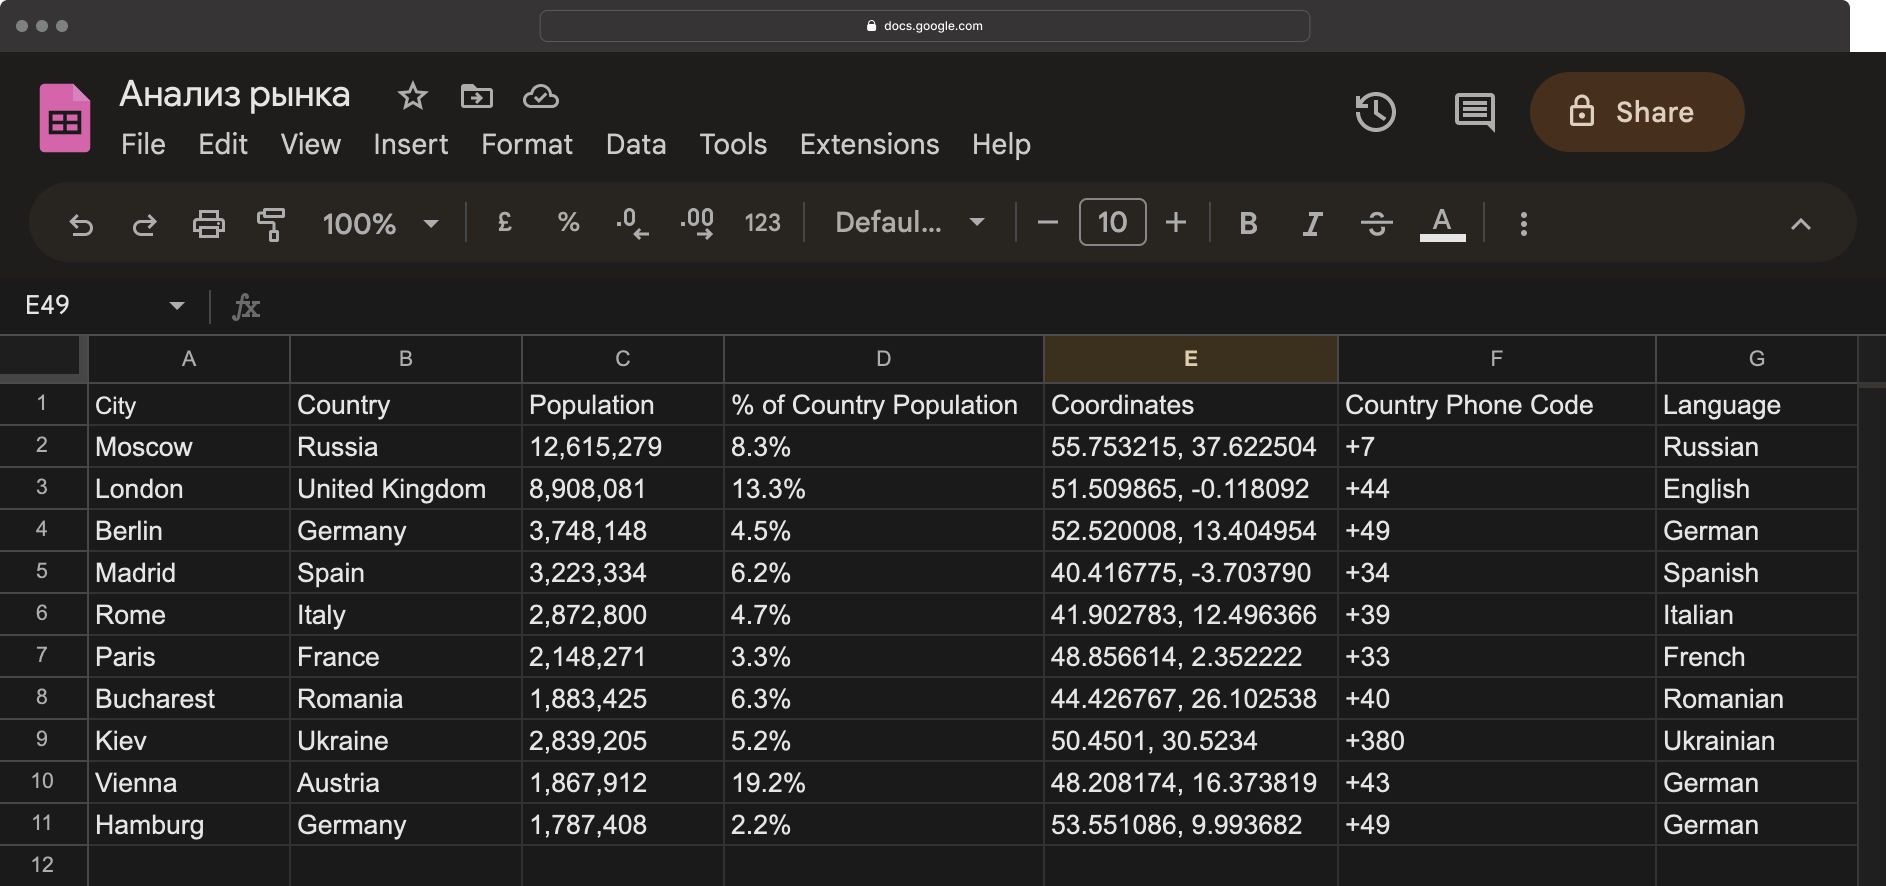 docs.google.com
Анализ рынка
File Edit View Insert Format Data Tools Extensions Help
Share
100% £ % .0 .00 123 Defaul... 10 B I S A
E49 fx
A B C D E F G
1 City Country Population % of Country Population Coordinates Country Phone Code Language
2 Moscow Russia 12,615,279 8.3% 55.753215, 37.622504 +7 Russian
3 London United Kingdom 8,908,081 13.3% 51.509865, -0.118092 +44 English
4 Berlin Germany 3,748,148 4.5% 52.520008, 13.404954 +49 German
5 Madrid Spain 3,223,334 6.2% 40.416775, -3.703790 +34 Spanish
6 Rome Italy 2,872,800 4.7% 41.902783, 12.496366 +39 Italian
7 Paris France 2,148,271 3.3% 48.856614, 2.352222 +33 French
8 Bucharest Romania 1,883,425 6.3% 44.426767, 26.102538 +40 Romanian
9 Kiev Ukraine 2,839,205 5.2% 50.4501, 30.5234 +380 Ukrainian
10 Vienna Austria 1,867,912 19.2% 48.208174, 16.373819 +43 German
11 Hamburg Germany 1,787,408 2.2% 53.551086, 9.993682 +49 German
12